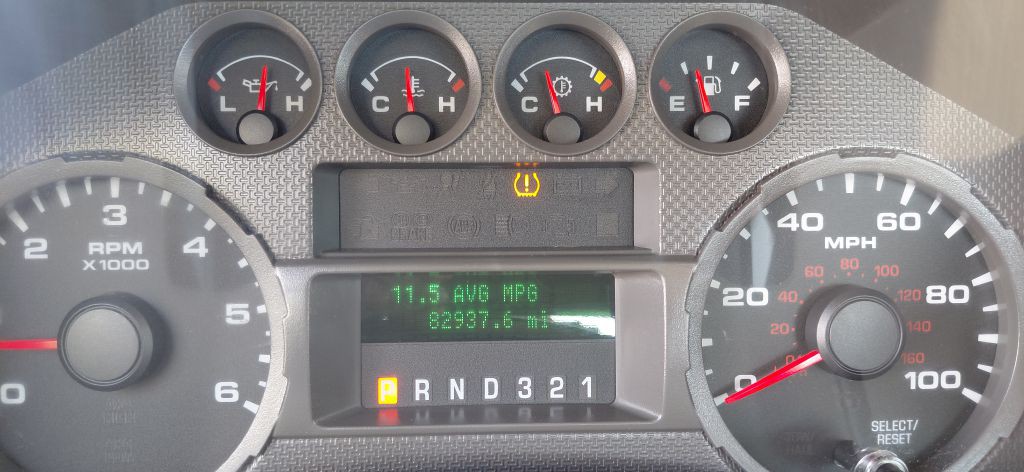 L H
C H
C H
E F
RPM
X1000
0 2 3 4 5 6
11.5 AVG MPG
82937.6 mi
P R N D 3 2 1
MPH
0 20 40 60 80 100
20 40 60 80 100 120 140 160
SELECT/
RESET